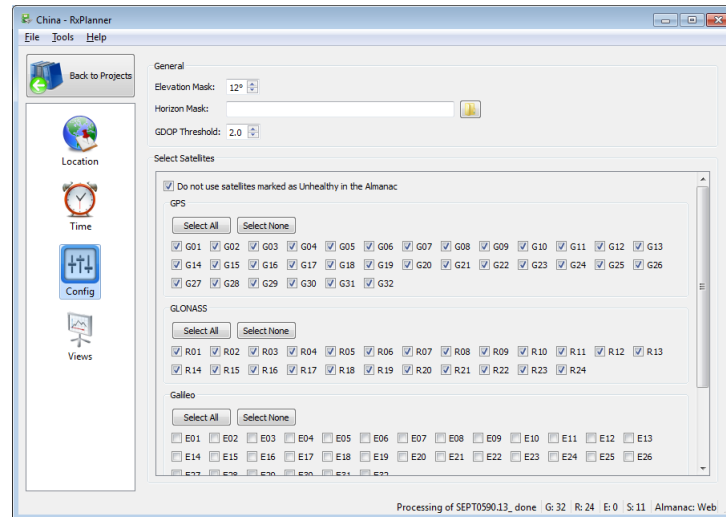 China - RxPlanner
File Tools Help
Back to Projects
Location
Time
Config
Views
General
Elevation Mask: 12°
Horizon Mask:
GDOP Threshold: 2.0
Select Satellites
Do not use satellites marked as Unhealthy in the Almanac
GPS
Select All Select None
G01 G02 G03 G04 G05 G06 G07 G08 G09 G10 G11 G12 G13
G14 G15 G16 G17 G18 G19 G20 G21 G22 G23 G24 G25 G26
G27 G28 G29 G30 G31 G32
GLONASS
Select All Select None
R01 R02 R03 R04 R05 R06 R07 R08 R09 R10 R11 R12 R13
R14 R15 R16 R17 R18 R19 R20 R21 R22 R23 R24
Galileo
Select All Select None
E01 E02 E03 E04 E05 E06 E07 E08 E09 E10 E11 E12 E13
E14 E15 E16 E17 E18 E19 E20 E21 E22 E23 E24 E25 E26
E27 E28 E29 E30 E31 E32
Processing of SEPT0590.13_ done G: 32 R: 24 E: 0 S: 11 Almanac: Web